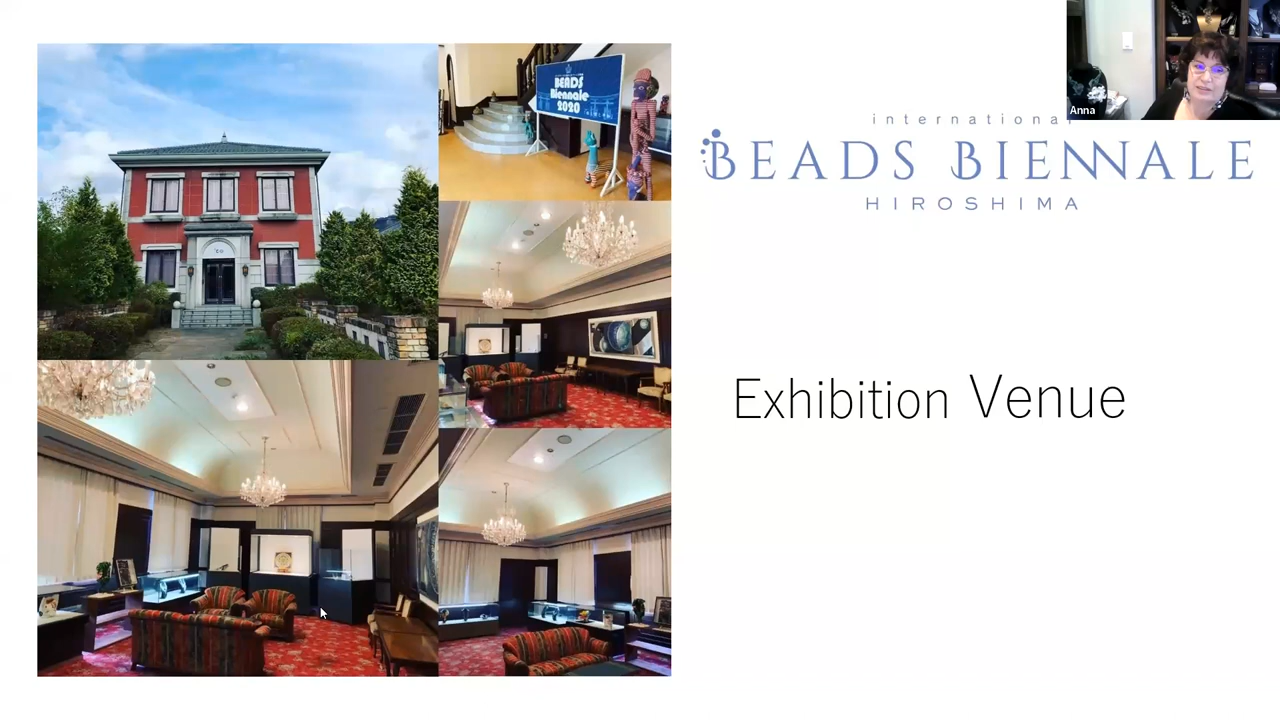 BEADS
Biennale
2020
Anna
international
BEADS BIENNALE
HIROSHIMA
Exhibition Venue